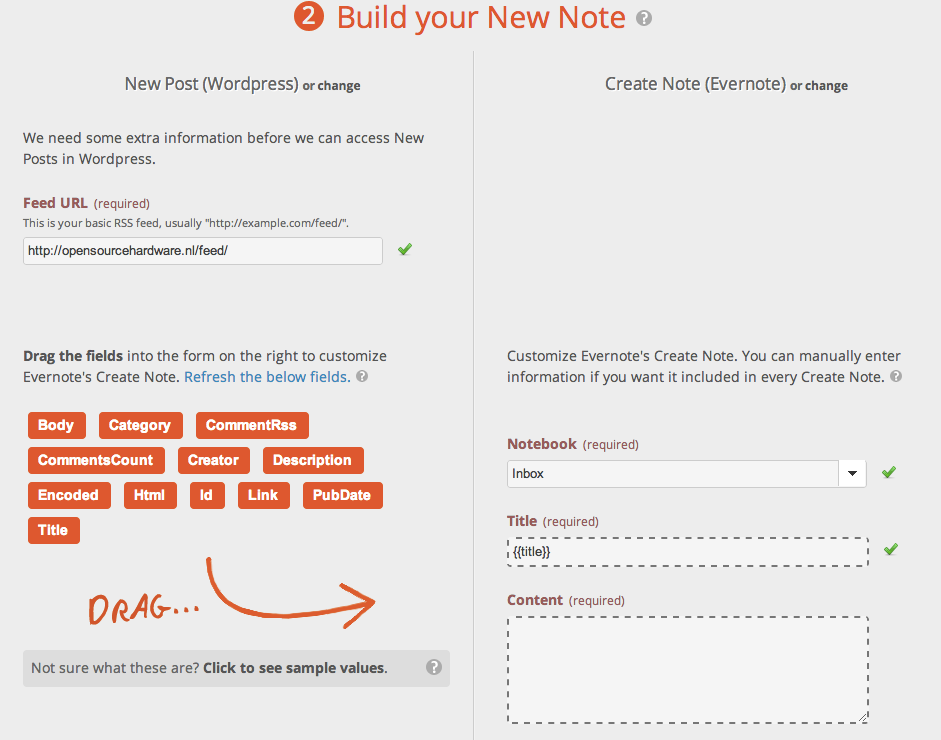 2 Build your New Note ?
New Post (Wordpress) or change
We need some extra information before we can access New
Posts in Wordpress.
Feed URL (required)
This is your basic RSS feed, usually "http://example.com/feed/".
http://opensourcehardware.nl/feed/
Drag the fields into the form on the right to customize
Evernote's Create Note. Refresh the below fields. ?
Body Category CommentRss
CommentsCount Creator Description
Encoded Html Id Link PubDate
Title
DRAG...
Not sure what these are? Click to see sample values. ?
Create Note (Evernote) or change
Customize Evernote's Create Note. You can manually enter
information if you want it included in every Create Note. ?
Notebook (required)
Inbox
Title (required)
{{title}}
Content (required)